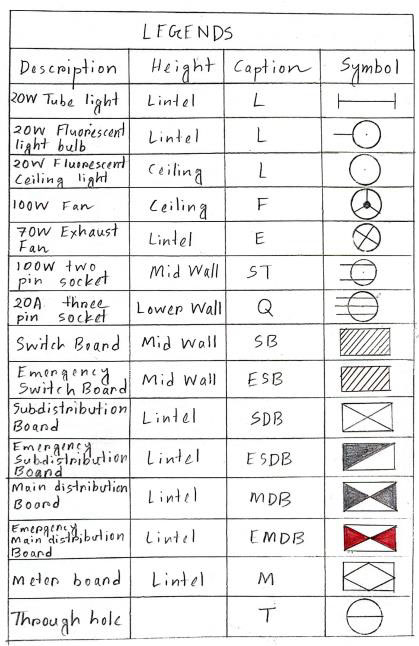 LEGENDS
Description Height Caption Symbol
20W Tube light Lintel L
20W Fluorescent
light bulb Lintel L
20W Fluorescent
Ceiling light Ceiling L
100W Fan Ceiling F
70W Exhaust
Fan Lintel E
100W two
pin socket Mid Wall ST
20A three
pin socket Lower Wall Q
Switch Board Mid Wall SB
Emergency
Switch Board Mid Wall ESB
Subdistribution
Board Lintel SDB
Emergency
Subdistribution
Board Lintel ESDB
Main distribution
Board Lintel MDB
Emergency
Main distribution
Board Lintel EMDB
Meter board Lintel M
Through hole T